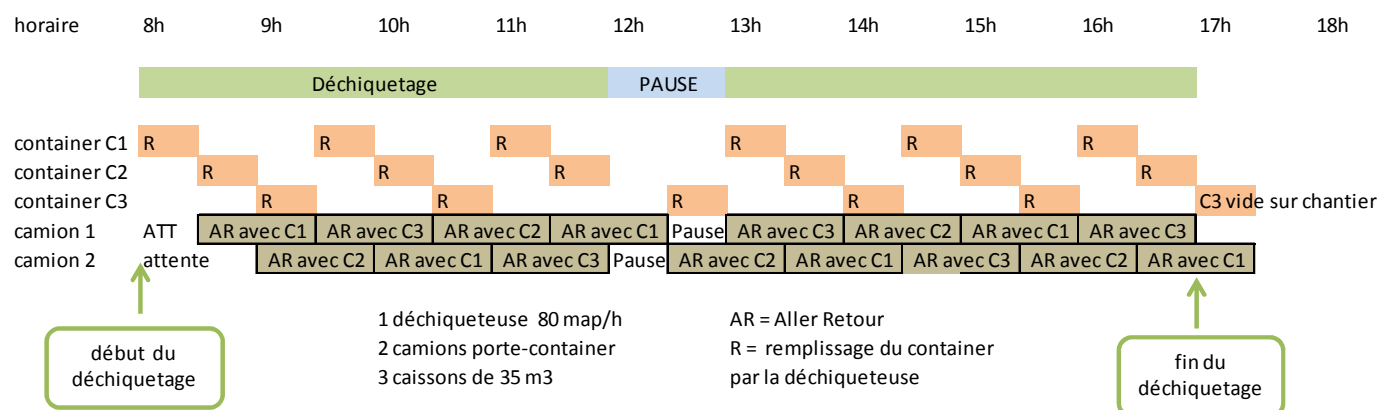 horaire 8h 9h 10h 11h 12h 13h 14h 15h 16h 17h 18h
Déchiquetage PAUSE
container C1 R R R R R R
container C2 R R R R R R R
container C3 R R R R R C3 vide sur chantier
camion 1 ATT AR avec C1 AR avec C3 AR avec C2 AR avec C1 Pause AR avec C3 AR avec C2 AR avec C1 AR avec C3
camion 2 attente AR avec C2 AR avec C1 AR avec C3 Pause AR avec C2 AR avec C1 AR avec C3 AR avec C2 AR avec C1
début du
déchiquetage
1 déchiqueteuse 80 map/h
2 camions porte-container
3 caissons de 35 m3
AR = Aller Retour
R = remplissage du container
par la déchiqueteuse
fin du
déchiquetage